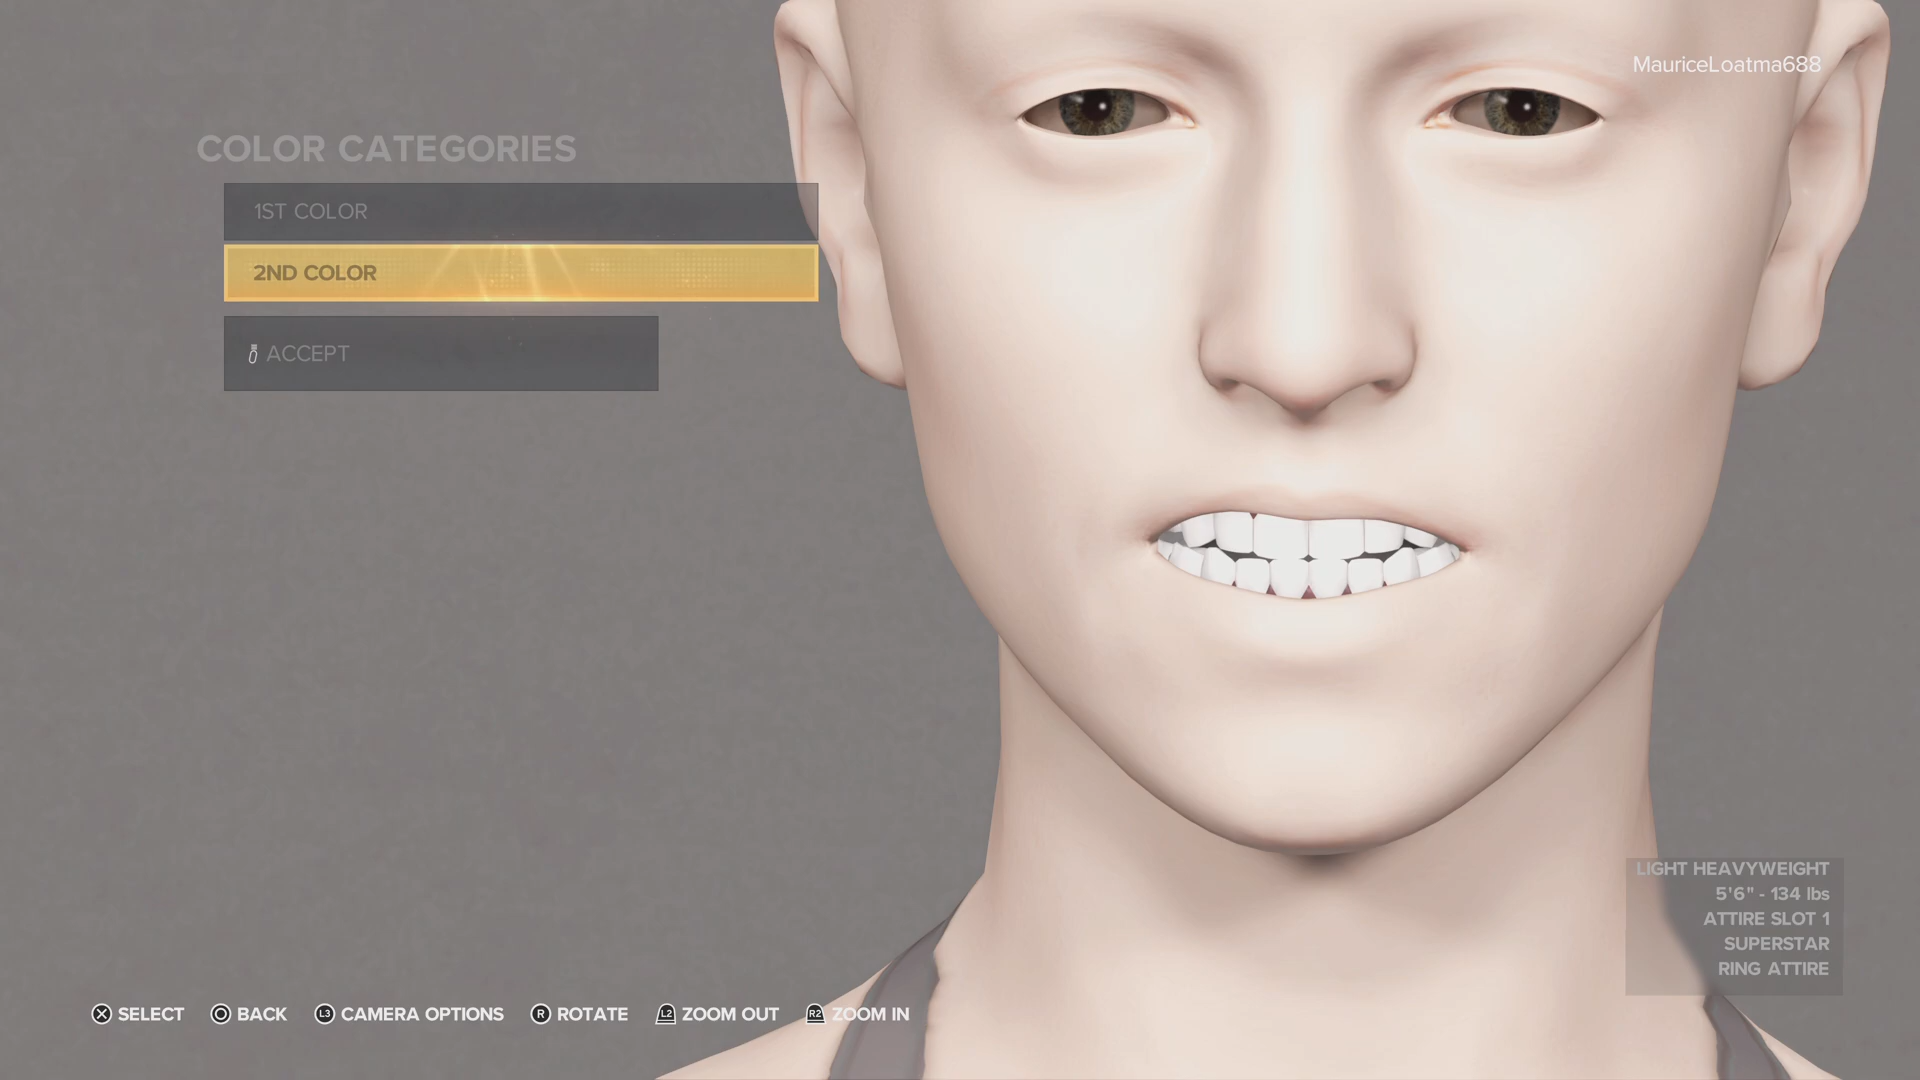 MauriceLoatma688
COLOR CATEGORIES
1ST COLOR
2ND COLOR
ACCEPT
LIGHT HEAVYWEIGHT
5'6" - 134 lbs
ATTIRE SLOT 1
SUPERSTAR
RING ATTIRE
SELECT BACK L3 CAMERA OPTIONS R ROTATE L2 ZOOM OUT R2 ZOOM IN